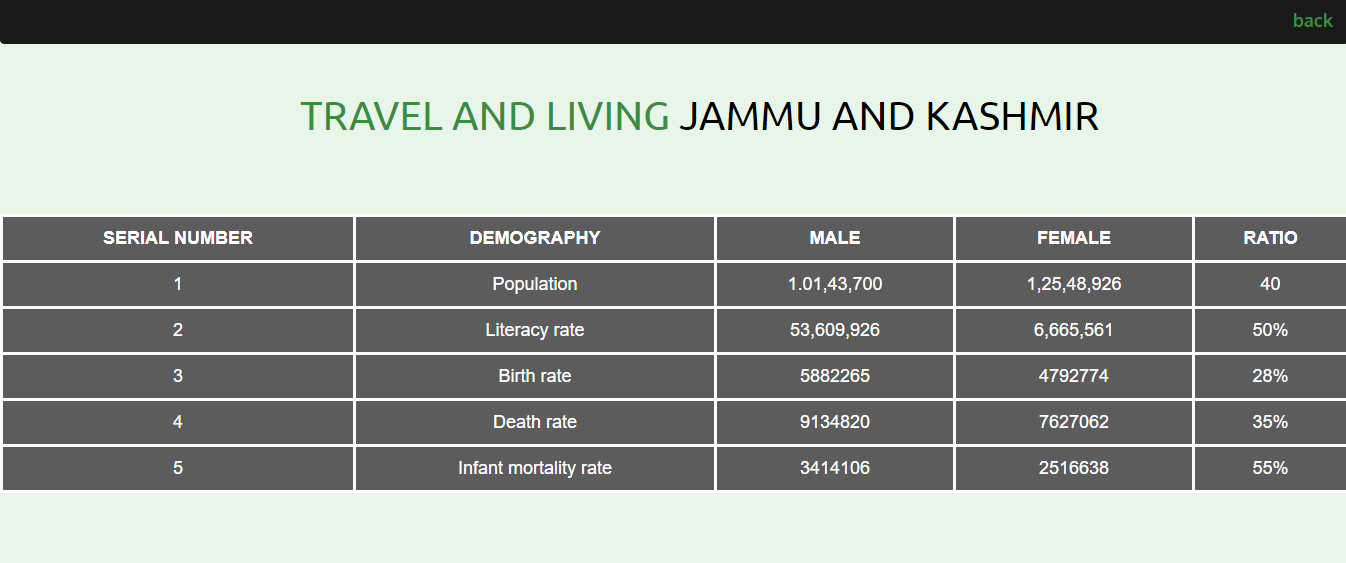 back
TRAVEL AND LIVING JAMMU AND KASHMIR
SERIAL NUMBER DEMOGRAPHY MALE FEMALE RATIO
1 Population 1.01,43,700 1,25,48,926 40
2 Literacy rate 53,609,926 6,665,561 50%
3 Birth rate 5882265 4792774 28%
4 Death rate 9134820 7627062 35%
5 Infant mortality rate 3414106 2516638 55%